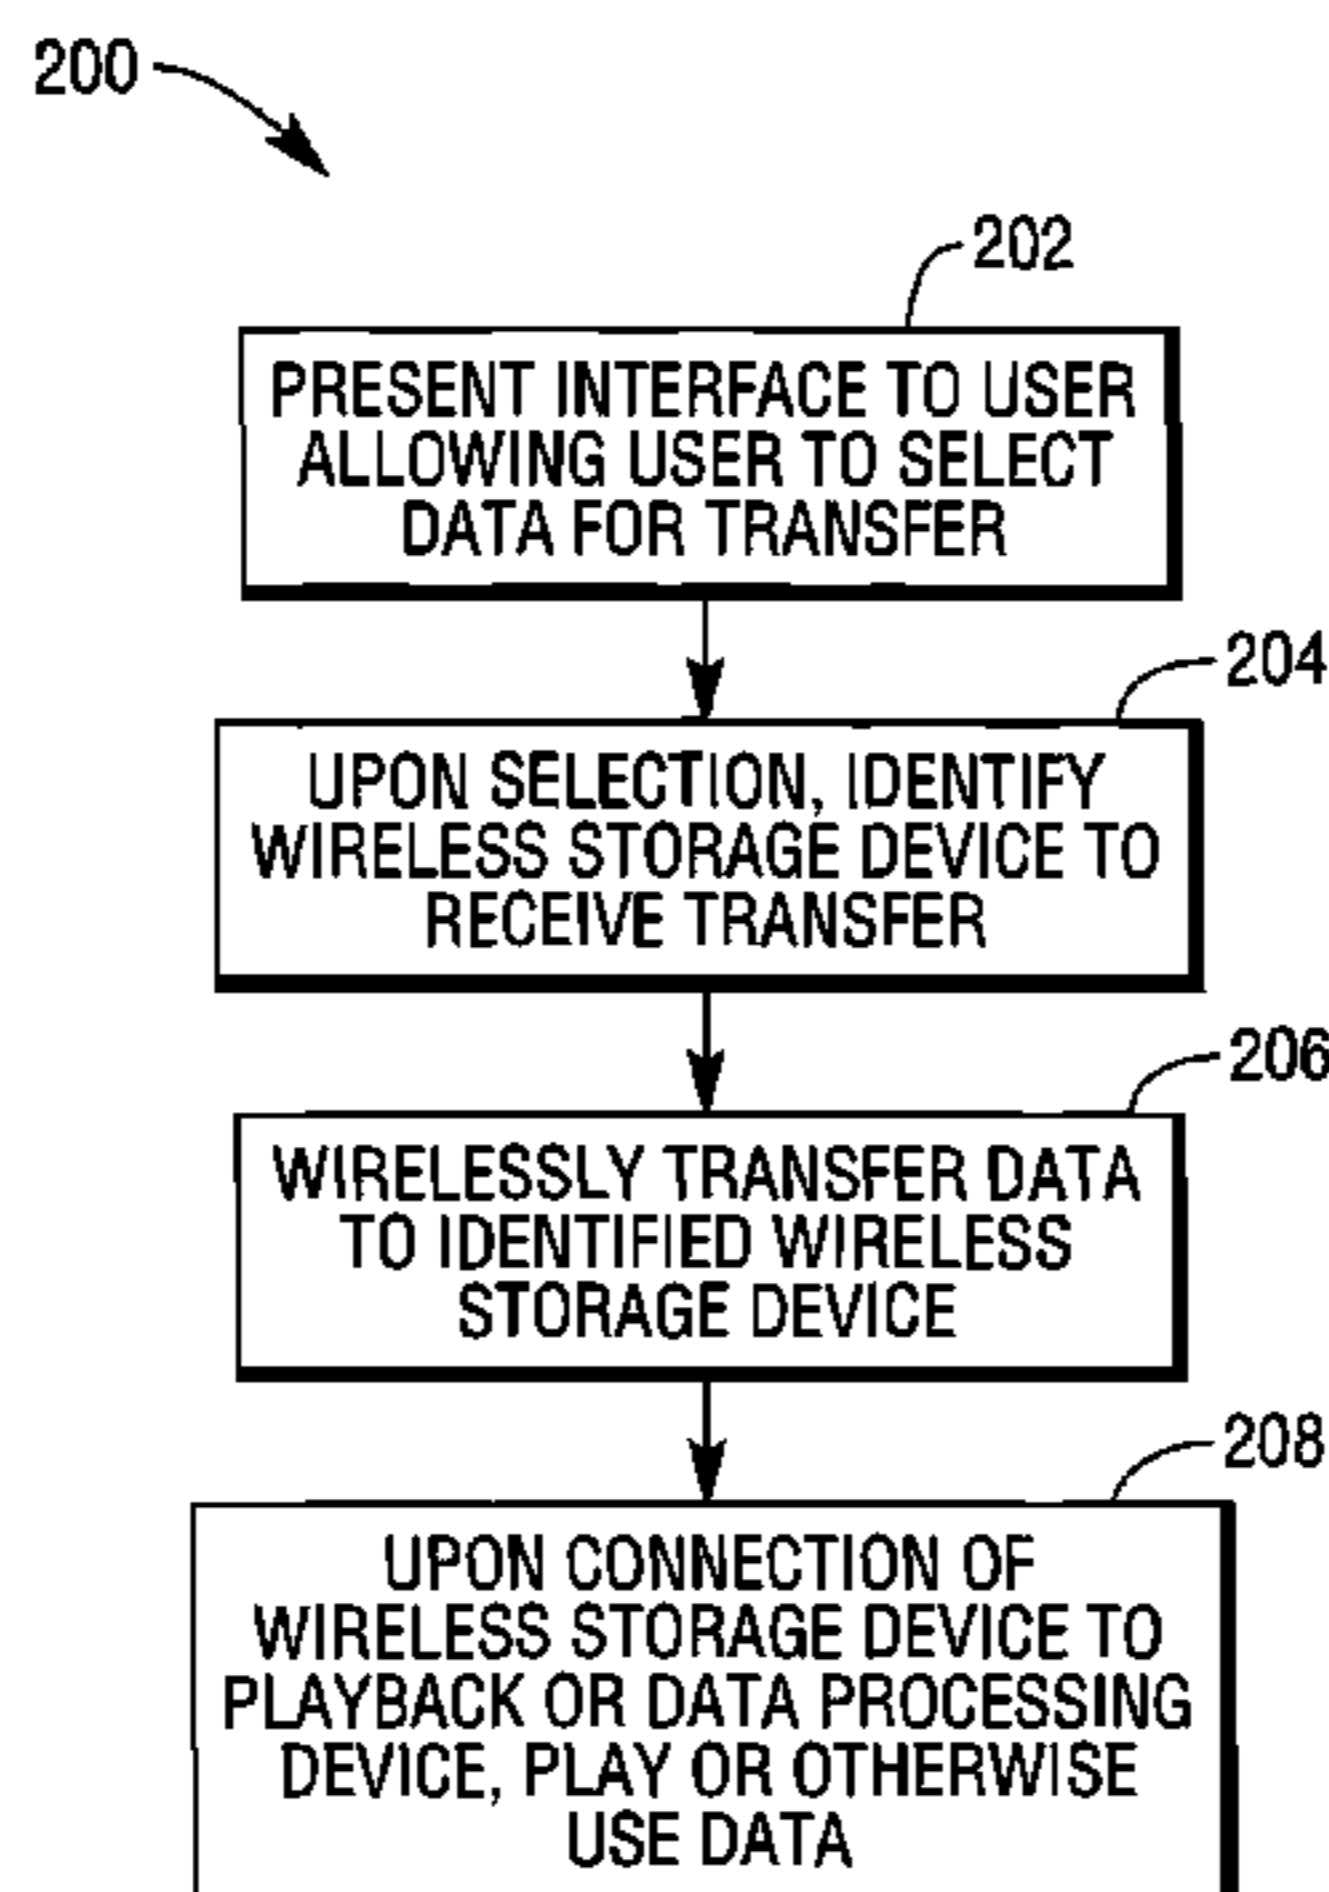 200
202
PRESENT INTERFACE TO USER
ALLOWING USER TO SELECT
DATA FOR TRANSFER
204
UPON SELECTION, IDENTIFY
WIRELESS STORAGE DEVICE TO
RECEIVE TRANSFER
206
WIRELESSLY TRANSFER DATA
TO IDENTIFIED WIRELESS
STORAGE DEVICE
208
UPON CONNECTION OF
WIRELESS STORAGE DEVICE TO
PLAYBACK OR DATA PROCESSING
DEVICE, PLAY OR OTHERWISE
USE DATA